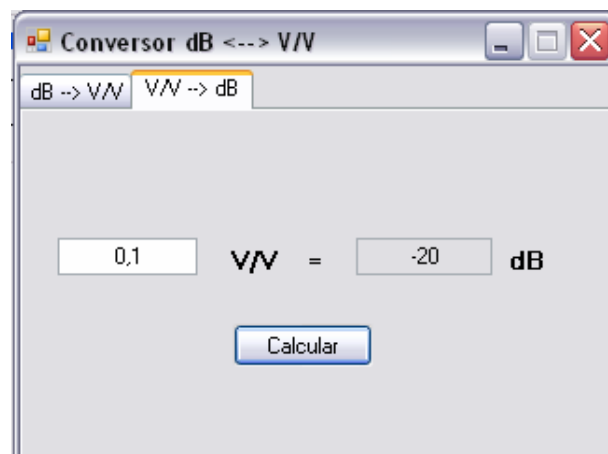 Conversor dB <--> V/V
dB --> V/V V/V --> dB
0,1 V/V = -20 dB
Calcular